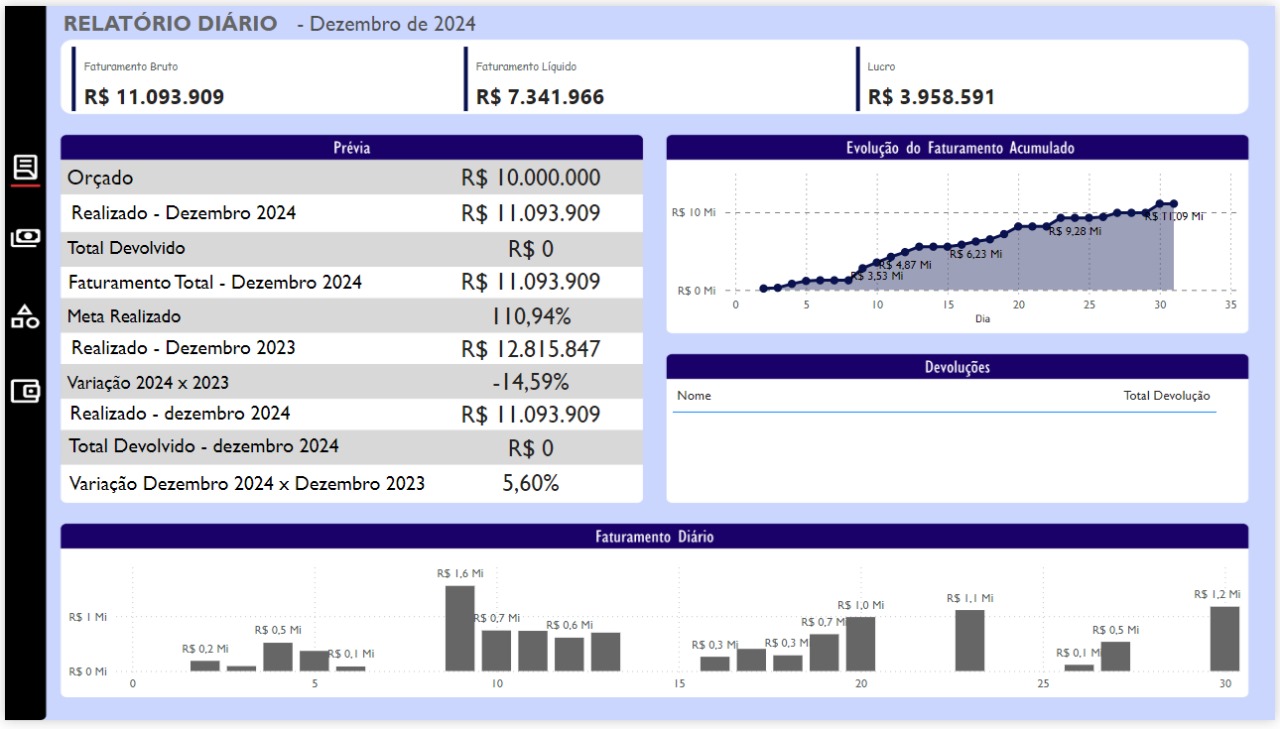 RELATÓRIO DIÁRIO - Dezembro de 2024
Faturamento Bruto
R$ 11.093.909
Faturamento Líquido
R$ 7.341.966
Lucro
R$ 3.958.591
Prévia
Orçado R$ 10.000.000
Realizado - Dezembro 2024 R$ 11.093.909
Total Devolvido R$ 0
Faturamento Total - Dezembro 2024 R$ 11.093.909
Meta Realizado 110,94%
Realizado - Dezembro 2023 R$ 12.815.847
Variação 2024 x 2023 -14,59%
Realizado - dezembro 2024 R$ 11.093.909
Total Devolvido - dezembro 2024 R$ 0
Variação Dezembro 2024 x Dezembro 2023 5,60%
Evolução do Faturamento Acumulado
R$ 10 Mi
R$ 0 Mi
R$ 3,53 Mi
R$ 4,87 Mi
R$ 6,23 Mi
R$ 9,28 Mi
R$ 11,09 Mi
0 5 10 15 20 25 30 35
Dia
Devoluções
Nome Total Devolução
Faturamento Diário
R$ 1 Mi
R$ 0 Mi
R$ 0,2 Mi
R$ 0,5 Mi
R$ 0,1 Mi
R$ 1,6 Mi
R$ 0,7 Mi
R$ 0,6 Mi
R$ 0,3 Mi
R$ 0,3 M
R$ 0,7 Mi
R$ 1,0 Mi
R$ 1,1 Mi
R$ 0,1 Mi
R$ 0,5 Mi
R$ 1,2 Mi
0 5 10 15 20 25 30